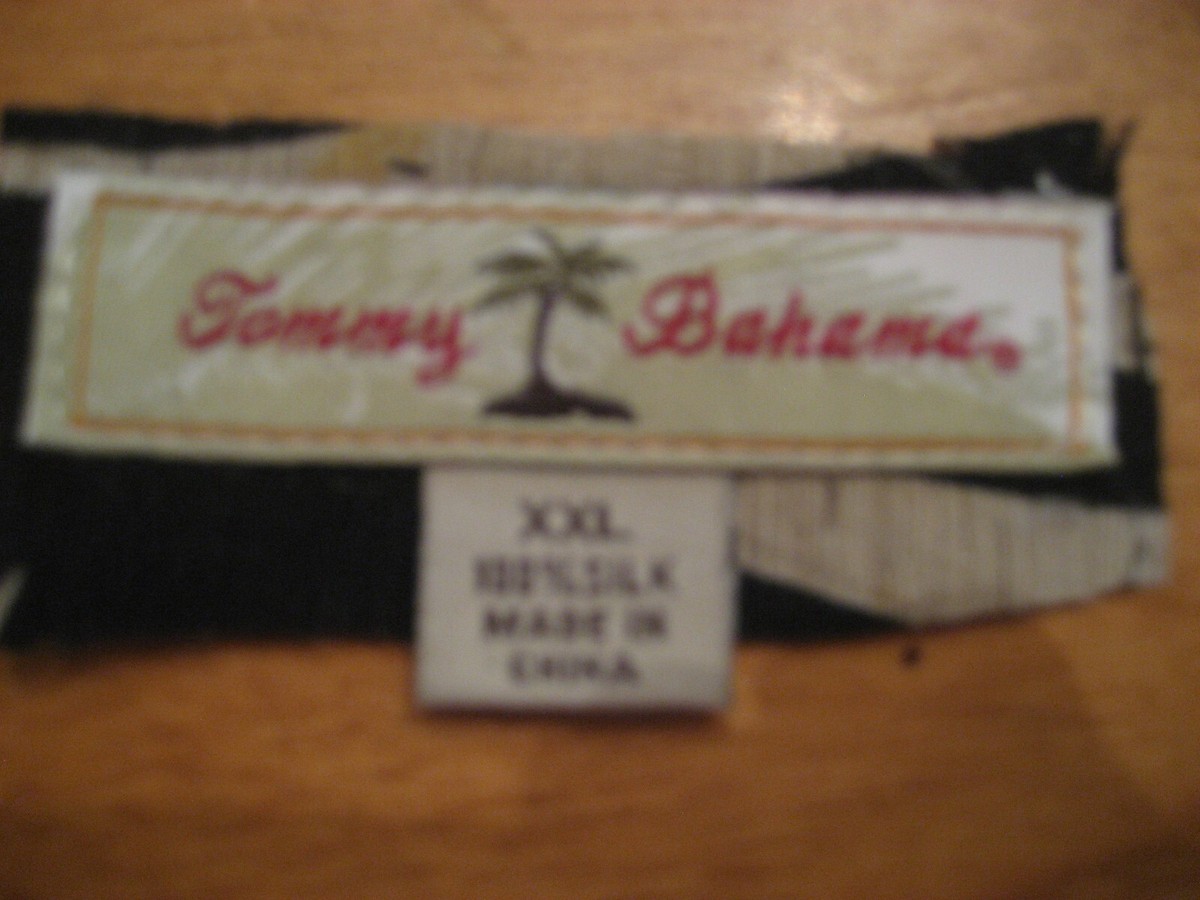 Tommy Bahama®
XXL
100% SILK
MADE IN
CHINA